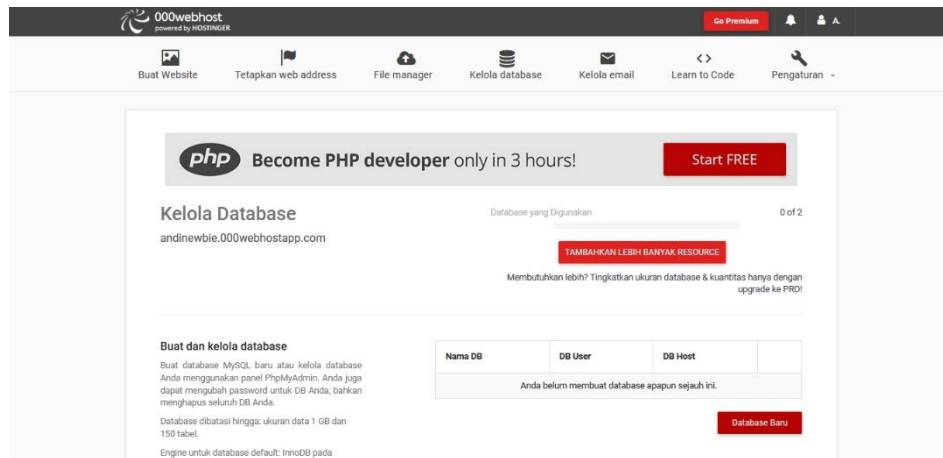 000webhost
powered by HOSTINGER
Go Premium
A.
Buat Website
Tetapkan web address
File manager
Kelola database
Kelola email
Learn to Code
Pengaturan
php Become PHP developer only in 3 hours!
Start FREE
Kelola Database
andinewbie.000webhostapp.com
Database yang Digunakan
0 of 2
TAMBAHKAN LEBIH BANYAK RESOURCE
Membutuhkan lebih? Tingkatkan ukuran database & kuantitas hanya dengan
upgrade ke PRO!
Buat dan kelola database
Buat database MySQL baru atau kelola database
Anda menggunakan panel PhpMyAdmin. Anda juga
dapat mengubah password untuk DB Anda, bahkan
menghapus seluruh DB Anda.
Database dibatasi hingga: ukuran data 1 GB dan
150 tabel.
Engine untuk database default: InnoDB pada
Nama DB
DB User
DB Host
Anda belum membuat database apapun sejauh ini.
Database Baru